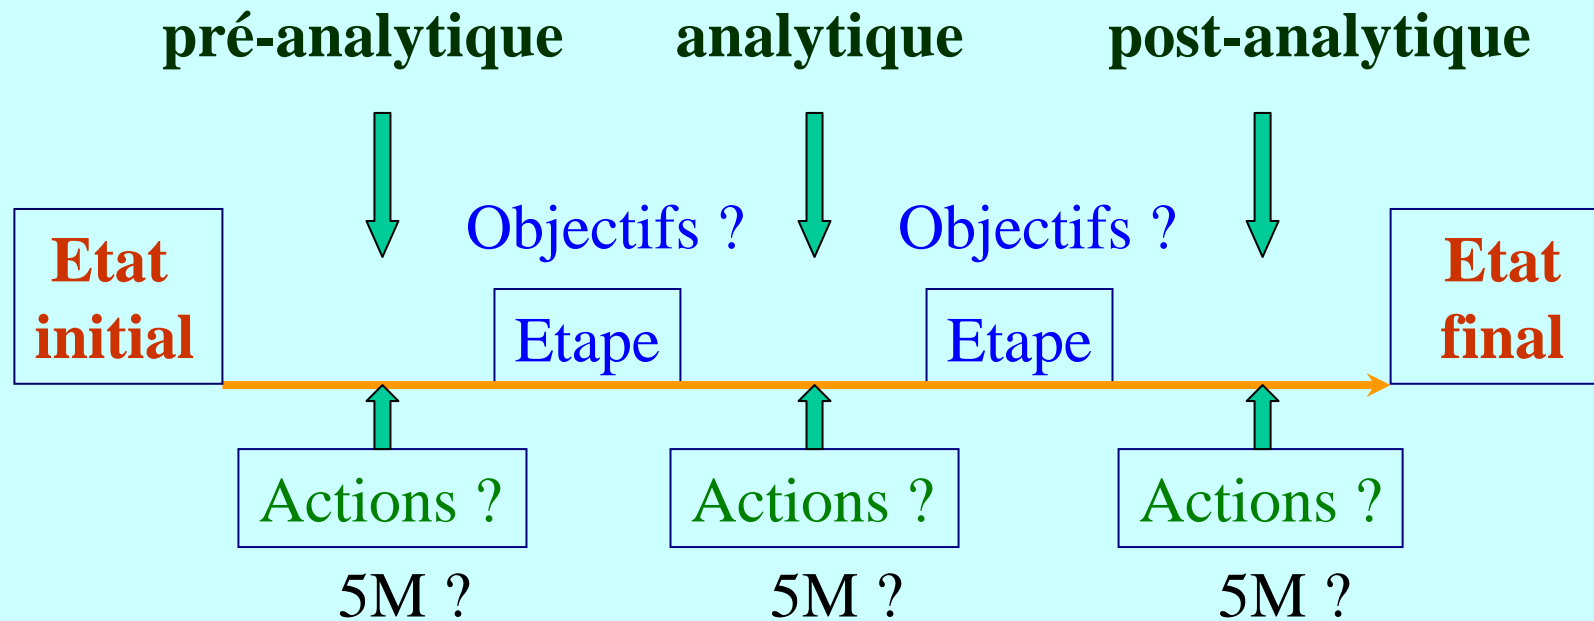 pré-analytique
analytique
post-analytique
Objectifs ?
Objectifs ?
Etat
initial
Etape
Etape
Etat
final
Actions ?
Actions ?
Actions ?
5M ?
5M ?
5M ?